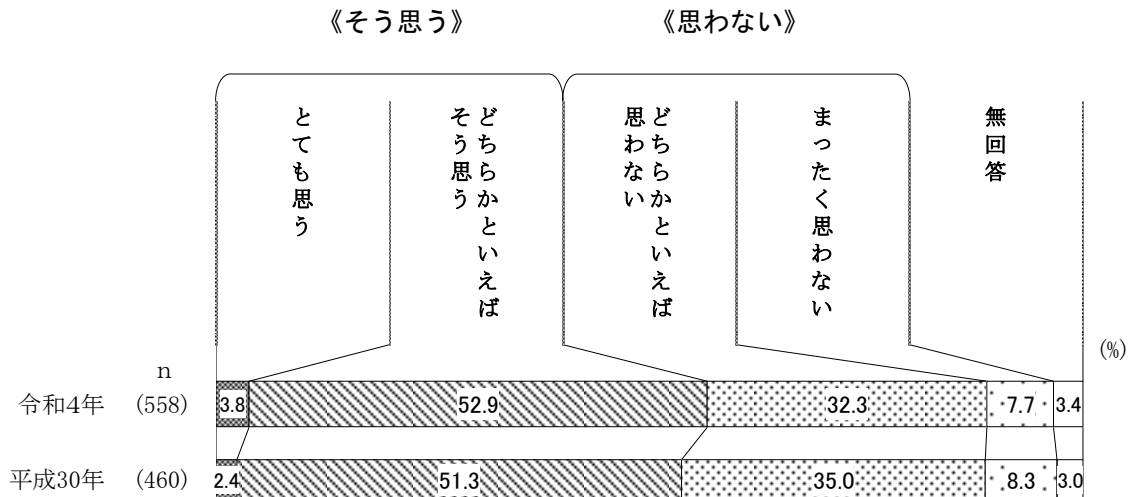 《そう思う》
《思わない》
とても思う
どちらかといえば
そう思う
どちらかといえば
思わない
まったく思わない
無回答
(%)
n
令和4年 (558) 3.8 52.9 32.3 7.7 3.4
平成30年 (460) 2.4 51.3 35.0 8.3 3.0